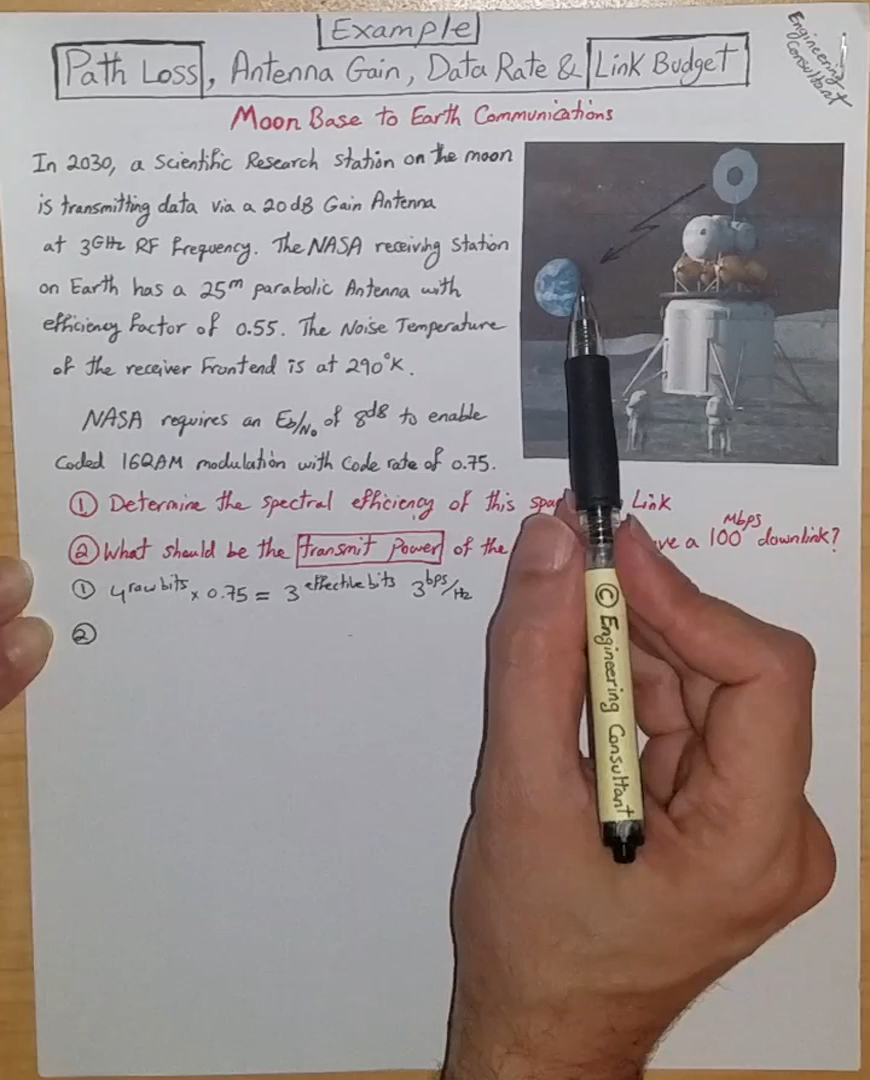 Example
Path Loss, Antenna Gain, Data Rate & Link Budget
Engineering
Consultant
Moon Base to Earth Communications
In 2030, a Scientific Research Station on the moon
is transmitting data via a 20dB Gain Antenna
at 3GHz RF Frequency. The NASA receiving Station
on Earth has a 25m parabolic Antenna with
efficiency factor of 0.55. The Noise Temperature
of the receiver Frontend is at 290°K.
NASA requires an Eb/No of 8dB to enable
Coded 16QAM modulation with Code rate of 0.75.
① Determine the spectral efficiency of this Link
② What should be the transmit Power of the a 100 Mbps downlink?
① 4 raw bits x 0.75 = 3 effective bits 3 bps/Hz
②
© Engineering Consultant